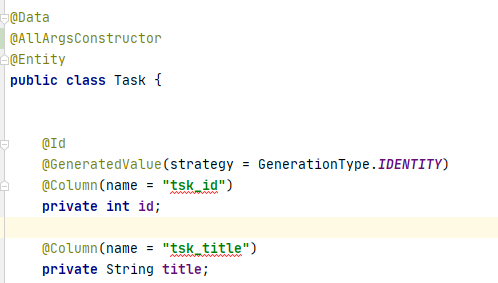 @Data
@AllArgsConstructor
@Entity
public class Task {
@Id
@GeneratedValue(strategy = GenerationType.IDENTITY)
@Column(name = "tsk_id")
private int id;
@Column(name = "tsk_title")
private String title;